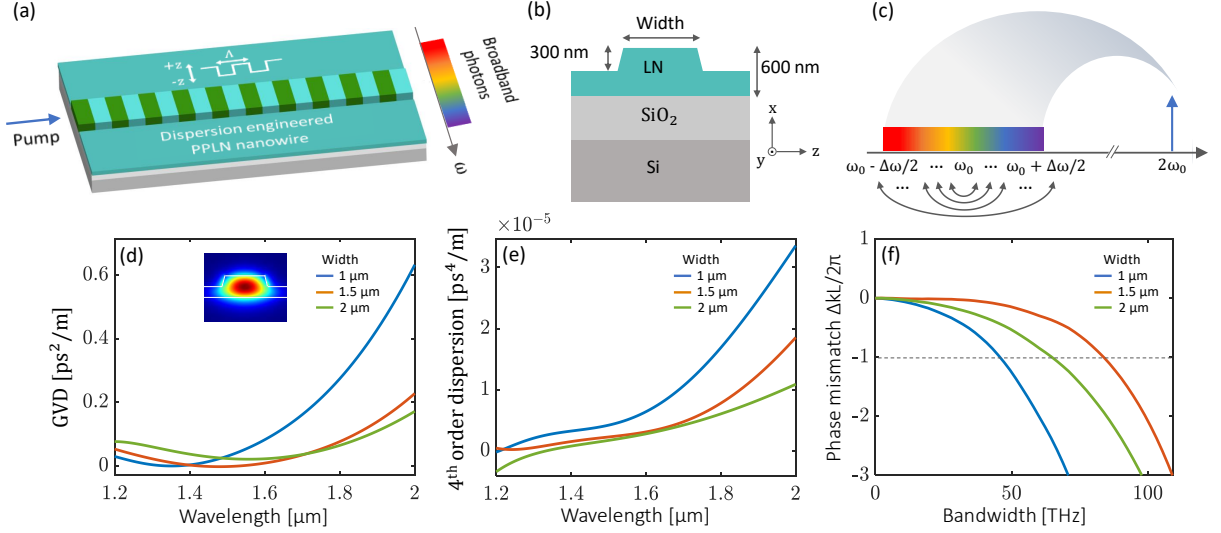 (a)
+z
-z
Λ
Pump
Dispersion engineered
PPLN nanowire
Broadband
photons
ω
(b)
Width
300 nm
LN
600 nm
SiO₂
Si
x
y
z
(c)
ω₀ - Δω/2 ··· ω₀ ··· ω₀ + Δω/2
2ω₀
··· ···
(d)
Width
1 μm
1.5 μm
2 μm
GVD [ps²/m]
0.6
0.4
0.2
0
1.2 1.4 1.6 1.8 2
Wavelength [μm]
×10⁻⁵
(e)
Width
1 μm
1.5 μm
2 μm
4ᵗʰ order dispersion [ps⁴/m]
3
2
1
0
1.2 1.4 1.6 1.8 2
Wavelength [μm]
(f)
Width
1 μm
1.5 μm
2 μm
Phase mismatch ΔkL/2π
1
0
-1
-2
-3
0 50 100
Bandwidth [THz]